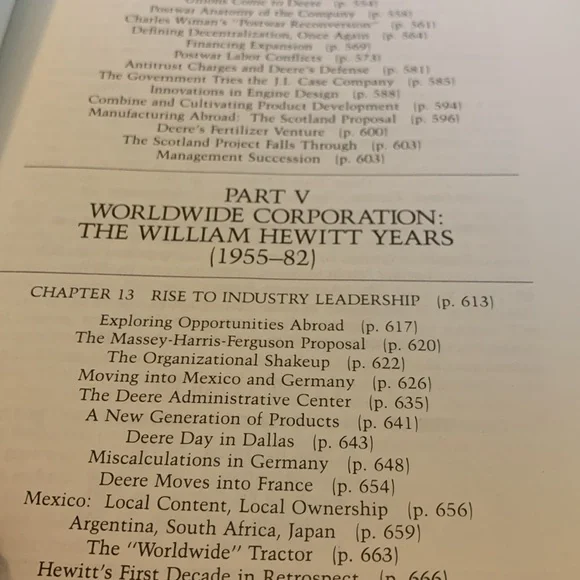 Unions Come to Deere (p. 554)
Postwar Anatomy of the Company (p. 558)
Charles Wiman's "Postwar Reconversion" (p. 561)
Defining Decentralization, Once Again (p. 564)
Financing Expansion (p. 569)
Postwar Labor Conflicts (p. 573)
Antitrust Charges and Deere's Defense (p. 581)
The Government Tries the J.I. Case Company (p. 585)
Innovations in Engine Design (p. 588)
Combine and Cultivating Product Development (p. 594)
Manufacturing Abroad: The Scotland Proposal (p. 596)
Deere's Fertilizer Venture (p. 600)
The Scotland Project Falls Through (p. 603)
Management Succession (p. 603)
PART V
WORLDWIDE CORPORATION:
THE WILLIAM HEWITT YEARS
(1955–82)
CHAPTER 13 RISE TO INDUSTRY LEADERSHIP (p. 613)
Exploring Opportunities Abroad (p. 617)
The Massey-Harris-Ferguson Proposal (p. 620)
The Organizational Shakeup (p. 622)
Moving into Mexico and Germany (p. 626)
The Deere Administrative Center (p. 635)
A New Generation of Products (p. 641)
Deere Day in Dallas (p. 643)
Miscalculations in Germany (p. 648)
Deere Moves into France (p. 654)
Mexico: Local Content, Local Ownership (p. 656)
Argentina, South Africa, Japan (p. 659)
The "Worldwide" Tractor (p. 663)
Hewitt's First Decade in Retrospect (p. 666)